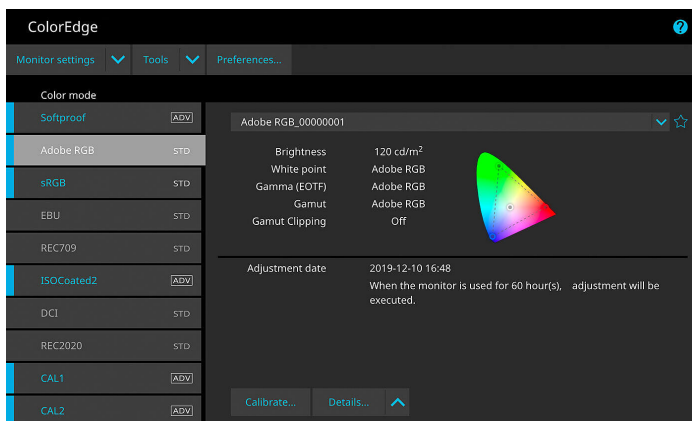 ColorEdge
?
Monitor settings Tools Preferences...
Color mode
Softproof ADV
Adobe RGB STD
sRGB STD
EBU STD
REC709 STD
ISOCoated2 ADV
DCI STD
REC2020 STD
CAL1 ADV
CAL2 ADV
Adobe RGB_00000001
Brightness 120 cd/m²
White point Adobe RGB
Gamma (EOTF) Adobe RGB
Gamut Adobe RGB
Gamut Clipping Off
Adjustment date 2019-12-10 16:48
When the monitor is used for 60 hour(s), adjustment will be
executed.
Calibrate... Details...